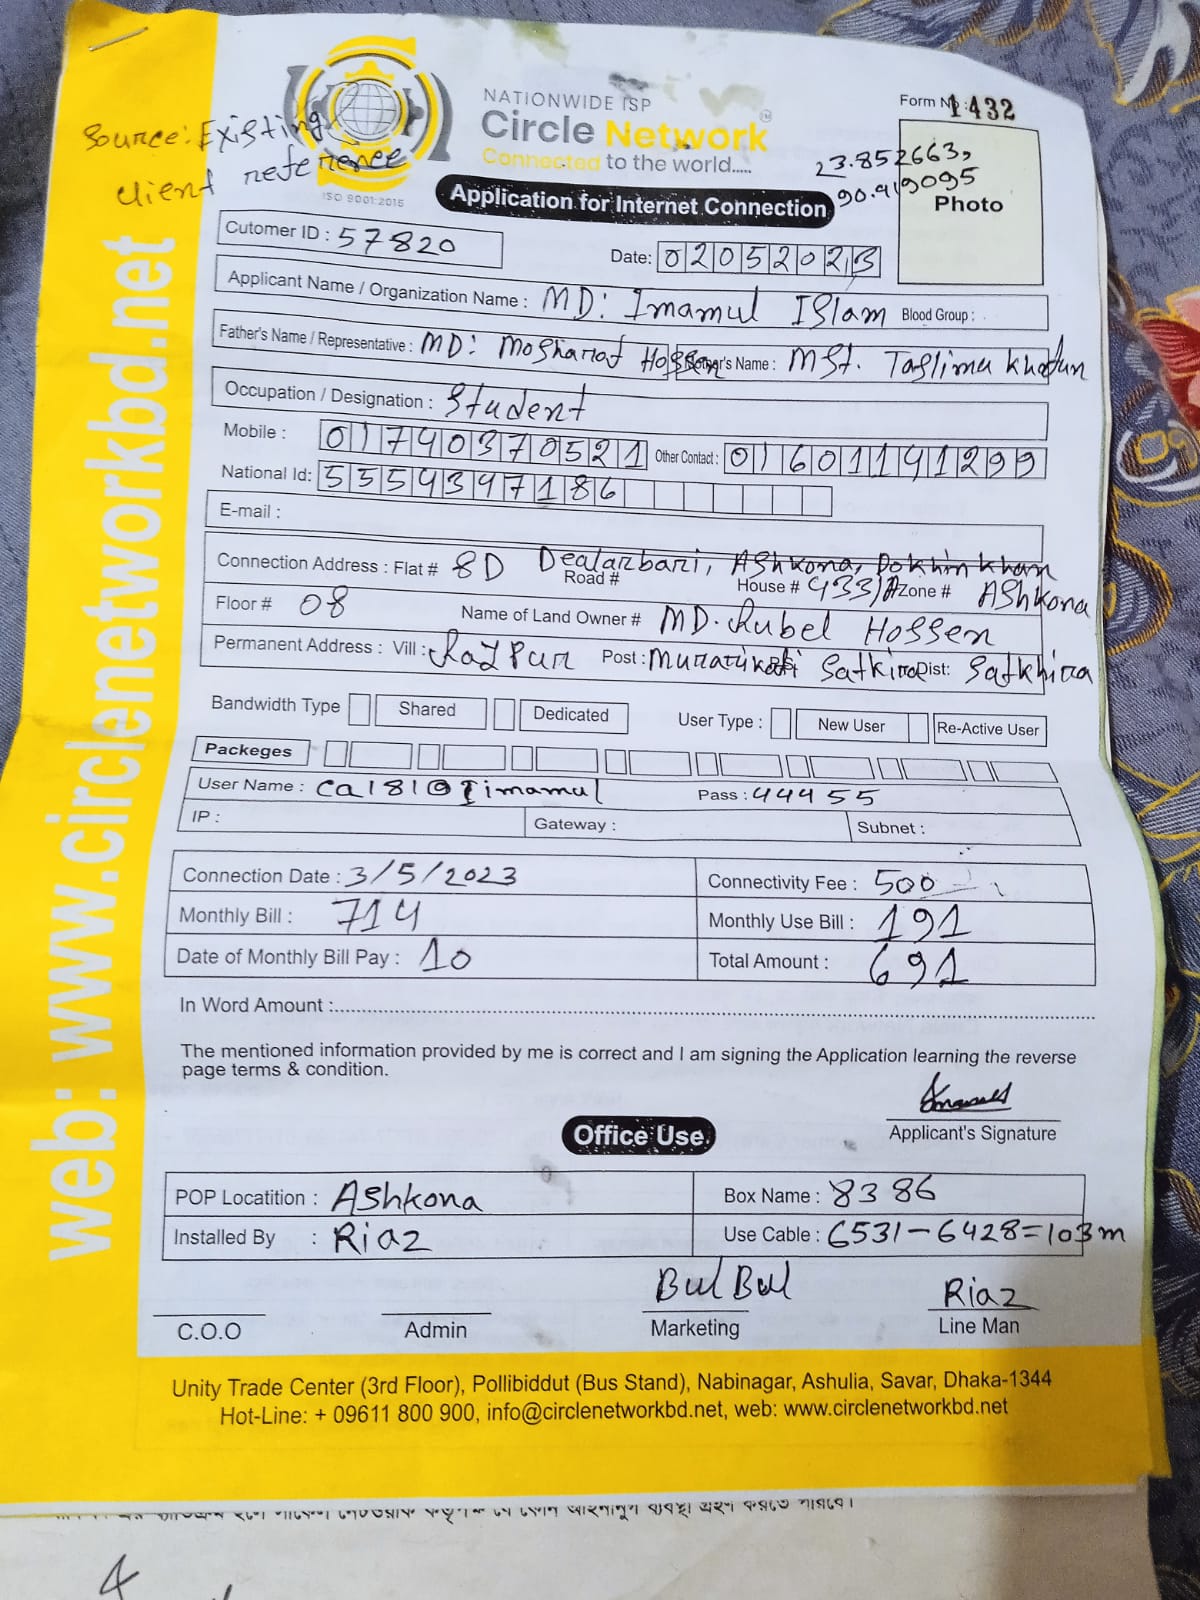 Source: Existing
client reference
ISO 9001:2015
NATIONWIDE ISP
Circle Network
Connected to the world.....
Form No: 1432
23.852663,
90.419095
Photo
Application for Internet Connection
Cutomer ID : 57820
Date: 02052023
Applicant Name / Organization Name : MD: Imamul Islam Blood Group :
Father's Name / Representative : MD: Mosharof Hossen Mother's Name : MSt. Taslima Khatun
Occupation / Designation : Student
Mobile : 01740370521 Other Contact : 01601141299
National Id: 5554397186
E-mail :
Connection Address : Flat # 8D Dealarbari, Ashkona, Dokhin khan
Road # House # 433/A Zone # Ashkona
Floor # 08 Name of Land Owner # MD. Rubel Hossen
Permanent Address : Vill : Razpur Post : Satkira Dist: Satkhira
Bandwidth Type Shared Dedicated User Type : New User Re-Active User
Packeges
User Name : ca181@Iimamul Pass : 44455
IP : Gateway : Subnet :
Connection Date : 3/5/2023 Connectivity Fee : 500
Monthly Bill : 714 Monthly Use Bill : 191
Date of Monthly Bill Pay : 10 Total Amount : 691
In Word Amount :
The mentioned information provided by me is correct and I am signing the Application learning the reverse
page terms & condition.
Applicant's Signature
Office Use
POP Locatition : Ashkona Box Name : 8386
Installed By : Riaz Use Cable : 6531-6428=103m
Bul Bul Riaz
C.O.O Admin Marketing Line Man
Unity Trade Center (3rd Floor), Pollibiddut (Bus Stand), Nabinagar, Ashulia, Savar, Dhaka-1344
Hot-Line: + 09611 800 900, info@circlenetworkbd.net, web: www.circlenetworkbd.net
web: www.circlenetworkbd.net